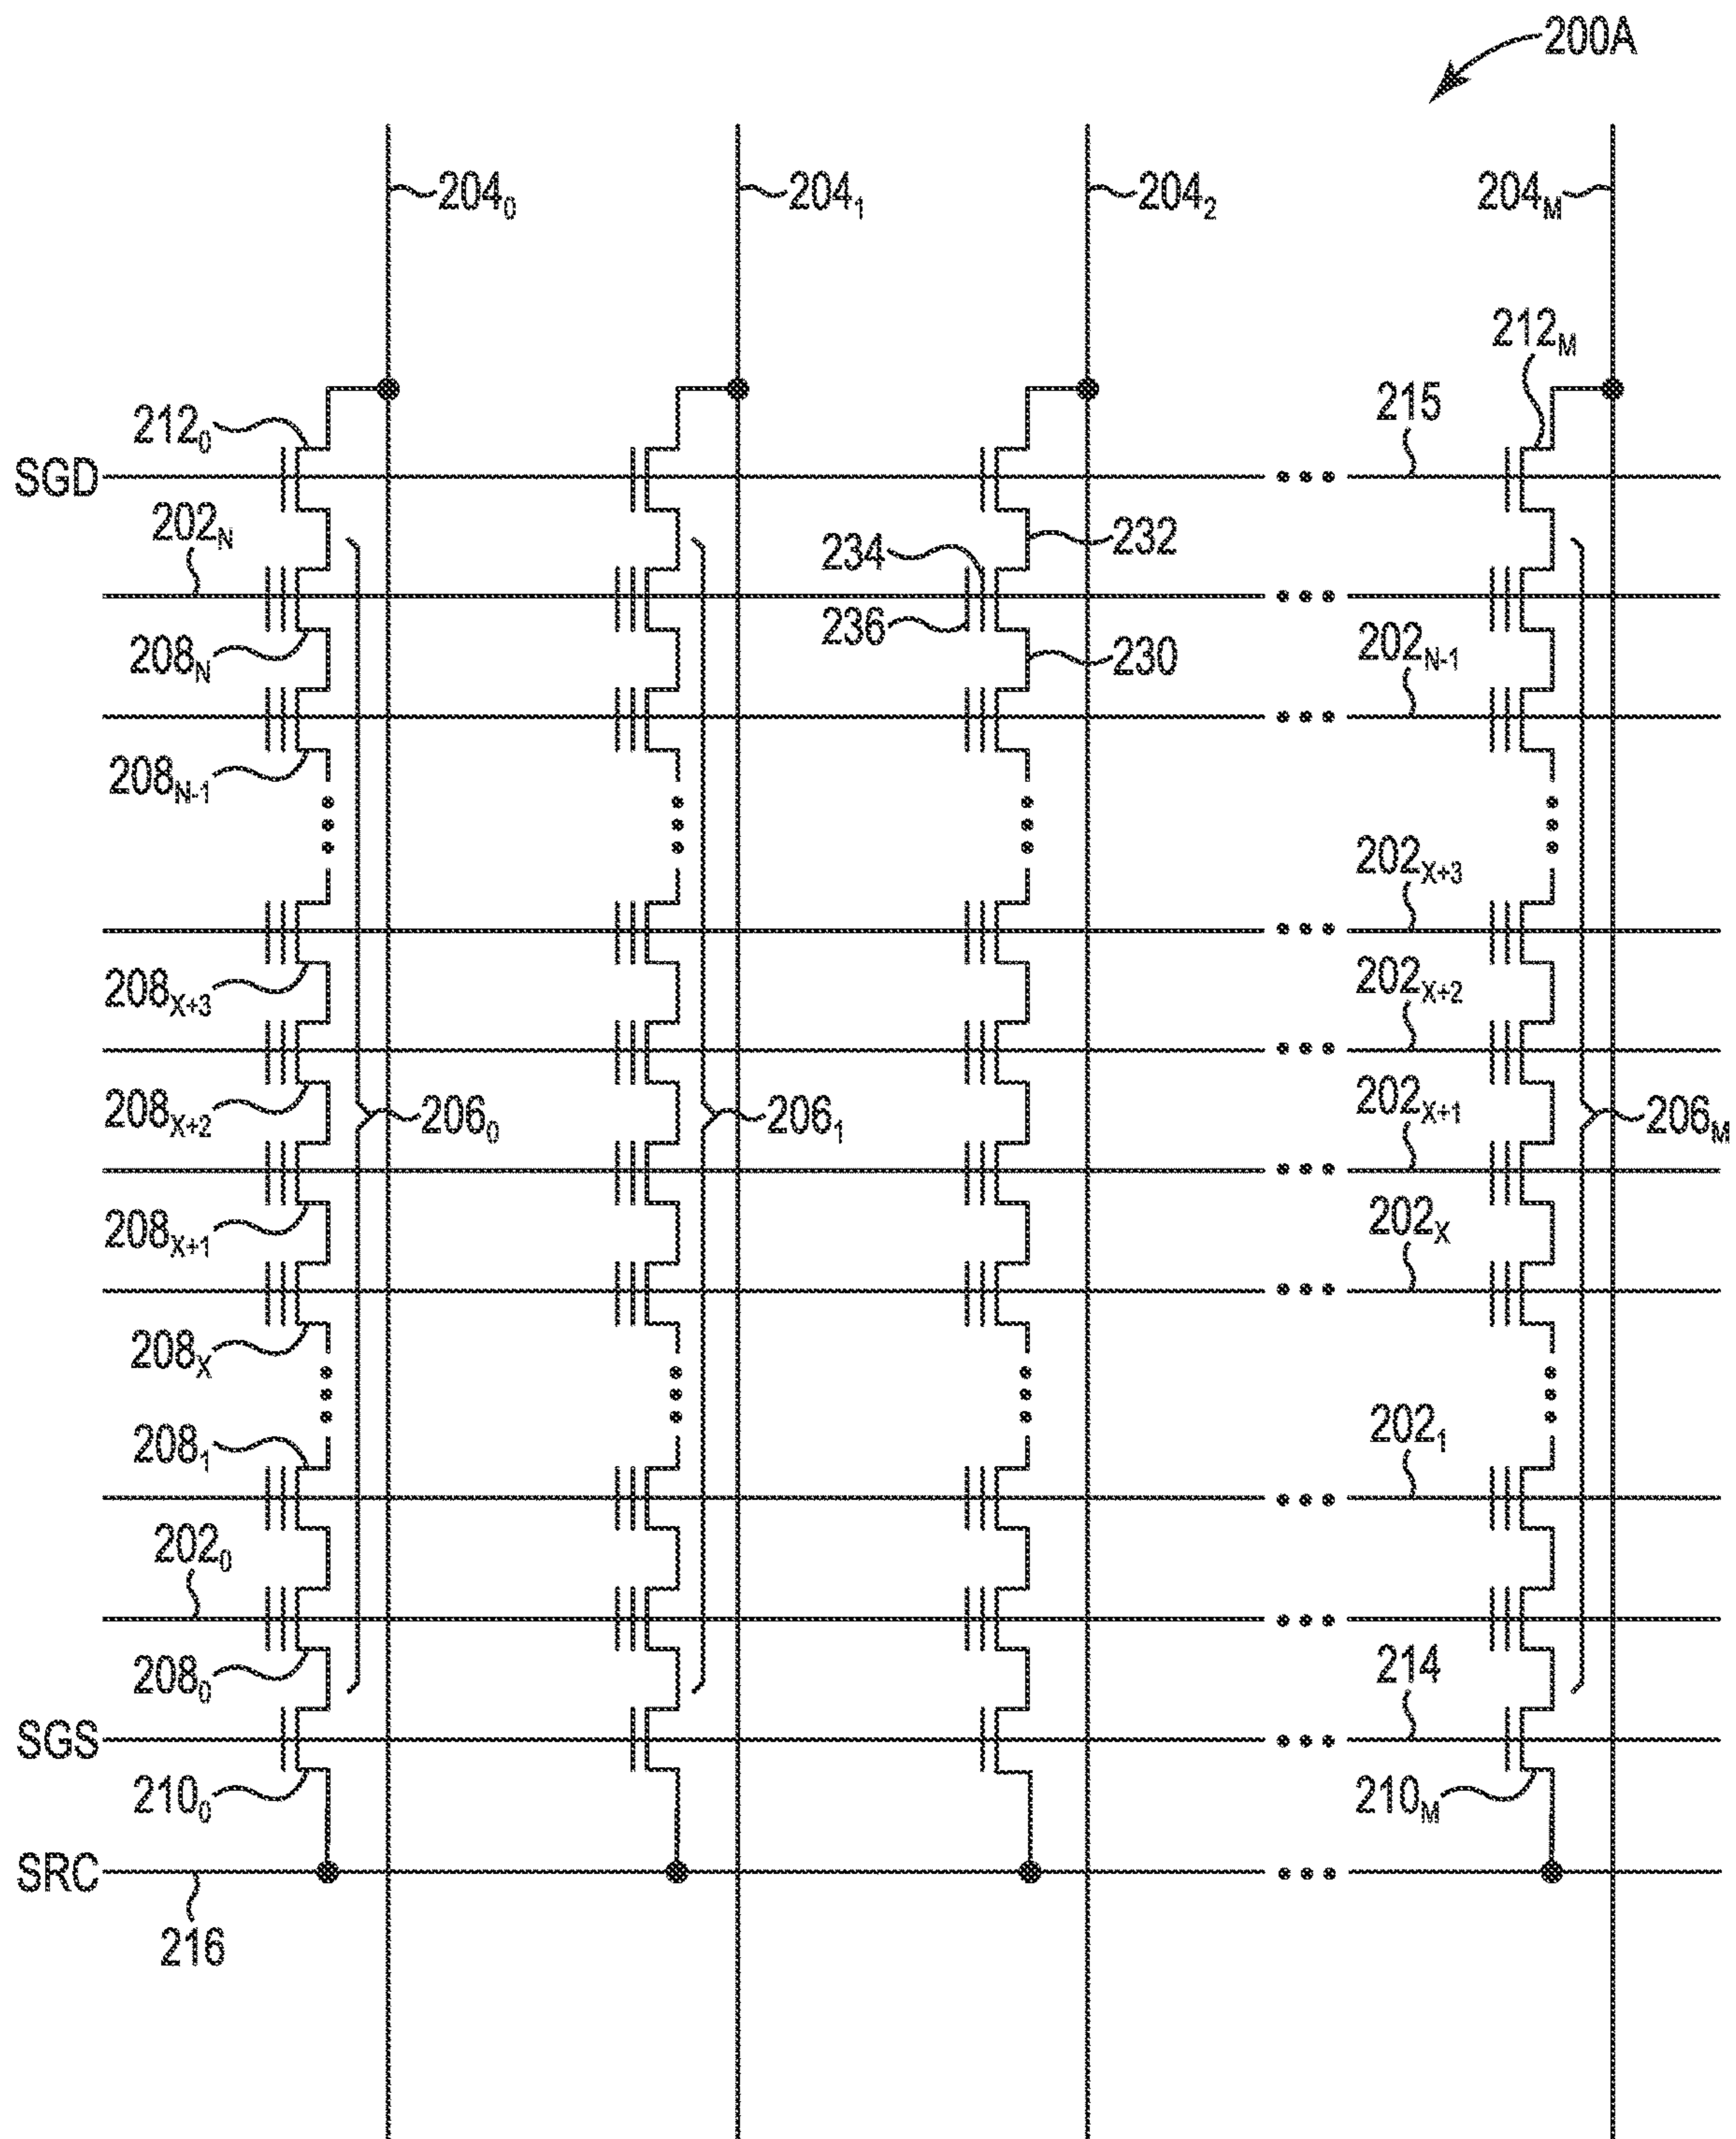 200A
204₀ 204₁ 204₂ 204M
212M
215
212₀
SGD
202N
234 232
236
208N 230 202N-1
208N-1
202X+3
208X+3 202X+2
208X+2 206₀ 206₁ 202X+1 206M
208X+1 202X
208X
208₁ 202₁
202₀
208₀ 214
SGS
210₀ 210M
SRC
216